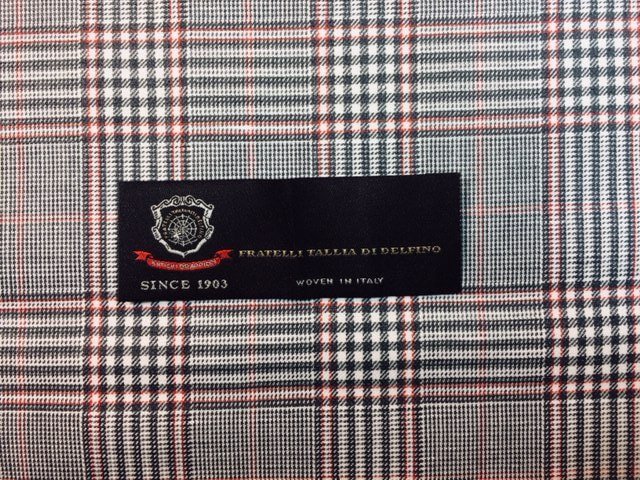 FRATELLI TALLIA DI DELFINO
SINCE 1903
WOVEN IN ITALY